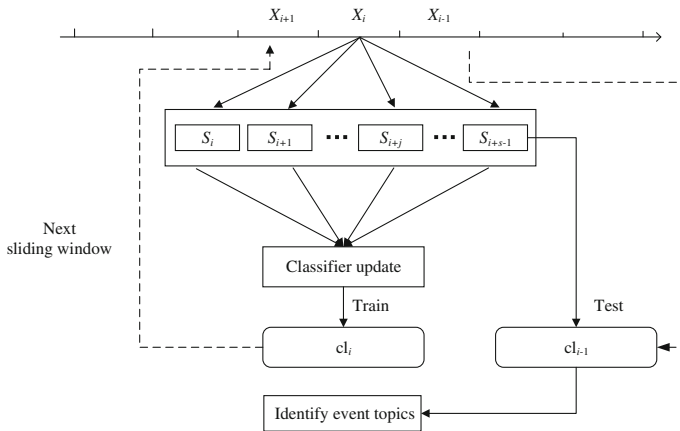 X_{i+1} X_i X_{i-1}
S_i S_{i+1} ... S_{i+j} ... S_{i+s-1}
Next
sliding window
Classifier update
Train
Test
cl_i
cl_{i-1}
Identify event topics